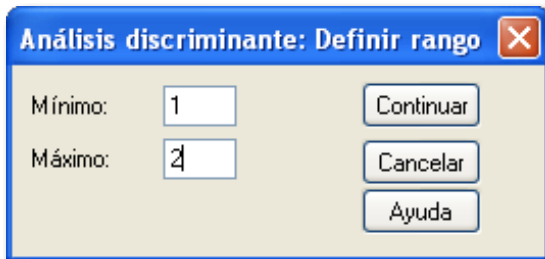 Análisis discriminante: Definir rango
Mínimo: 1 Continuar
Máximo: 2 Cancelar
Ayuda